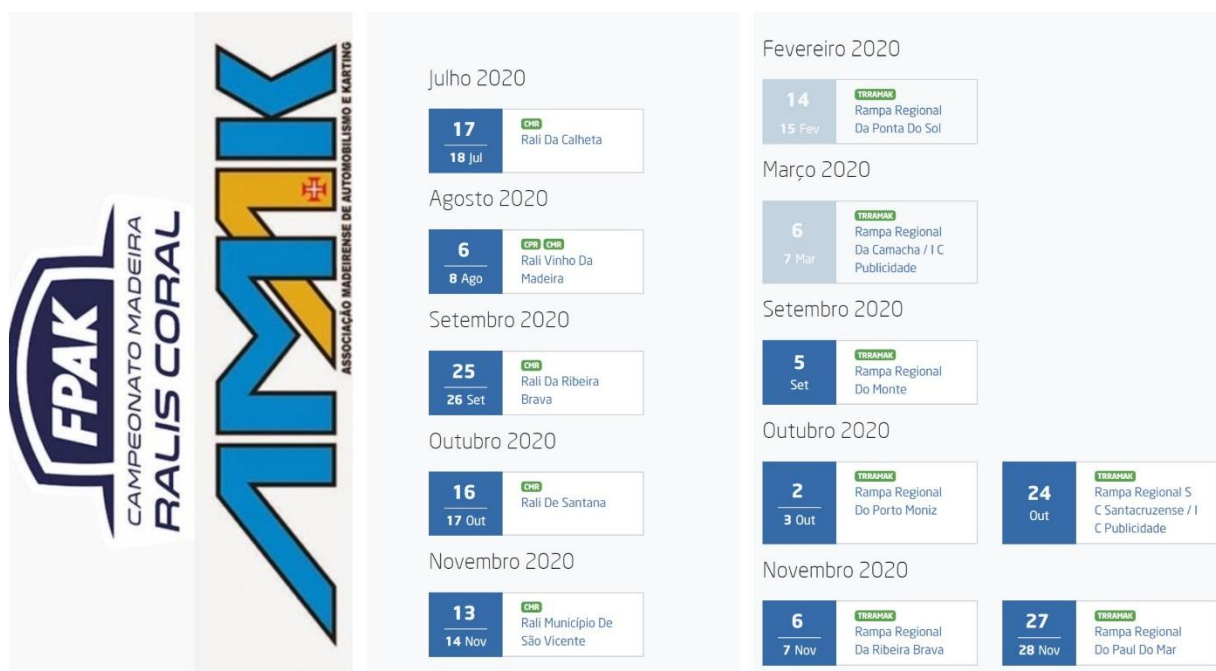 FPAK
CAMPEONATO MADEIRA
RALIS CORAL
AMAK
ASSOCIAÇÃO MADEIRENSE DE AUTOMOBILISMO E KARTING
Julho 2020
17
18 Jul
CMR
Rali Da Calheta
Agosto 2020
6
8 Ago
CPR CMR
Rali Vinho Da
Madeira
Setembro 2020
25
26 Set
CMR
Rali Da Ribeira
Brava
Outubro 2020
16
17 Out
CMR
Rali De Santana
Novembro 2020
13
14 Nov
CMR
Rali Município De
São Vicente
Fevereiro 2020
14
15 Fev
TRRAMAK
Rampa Regional
Da Ponta Do Sol
Março 2020
6
7 Mar
TRRAMAK
Rampa Regional
Da Camacha / I C
Publicidade
Setembro 2020
5
Set
TRRAMAK
Rampa Regional
Do Monte
Outubro 2020
2
3 Out
TRRAMAK
Rampa Regional
Do Porto Moniz
24
Out
TRRAMAK
Rampa Regional S
C Santacruzense / I
C Publicidade
Novembro 2020
6
7 Nov
TRRAMAK
Rampa Regional
Da Ribeira Brava
27
28 Nov
TRRAMAK
Rampa Regional
Do Paul Do Mar